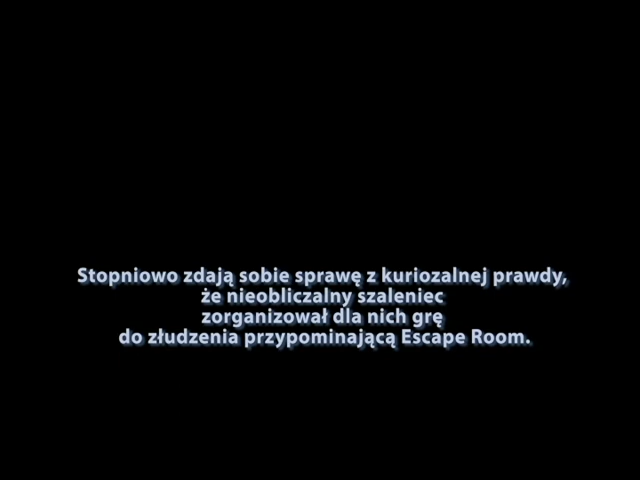 Stopniowo zdają sobie sprawę z kuriozalnej prawdy,
że nieobliczalny szaleniec
zorganizował dla nich grę
do złudzenia przypominającą Escape Room.